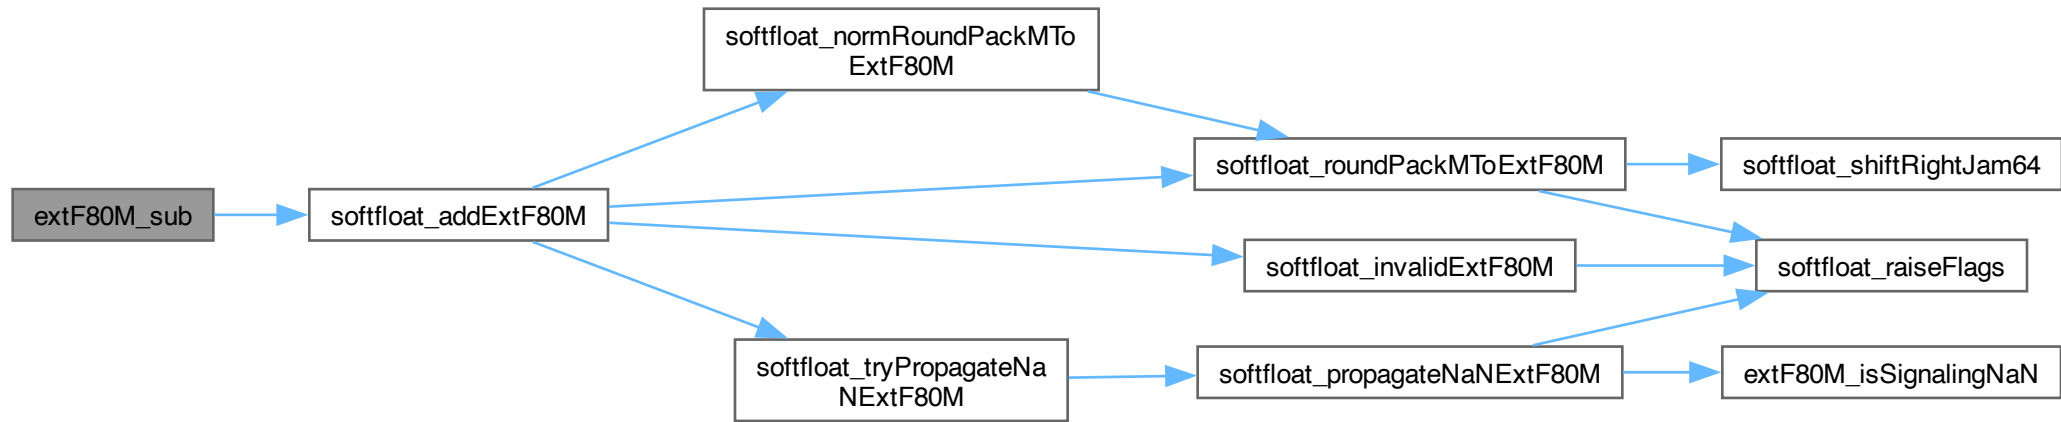 extF80M_sub
softfloat_addExtF80M
softfloat_normRoundPackMTo
ExtF80M
softfloat_roundPackMToExtF80M
softfloat_invalidExtF80M
softfloat_tryPropagateNa
NExtF80M
softfloat_propagateNaNExtF80M
softfloat_shiftRightJam64
softfloat_raiseFlags
extF80M_isSignalingNaN